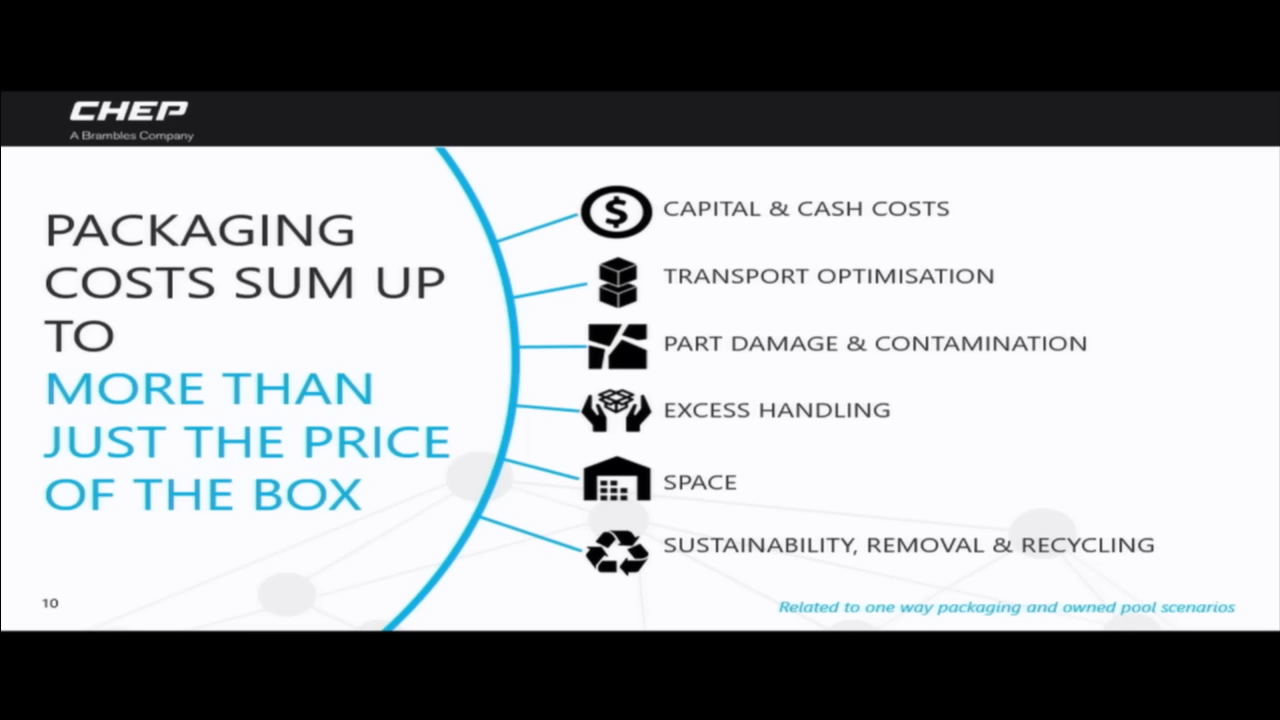 CHEP
A Brambles Company
PACKAGING
COSTS SUM UP
TO
MORE THAN
JUST THE PRICE
OF THE BOX
$
CAPITAL & CASH COSTS
TRANSPORT OPTIMISATION
PART DAMAGE & CONTAMINATION
EXCESS HANDLING
SPACE
SUSTAINABILITY, REMOVAL & RECYCLING
10
Related to one way packaging and owned pool scenarios